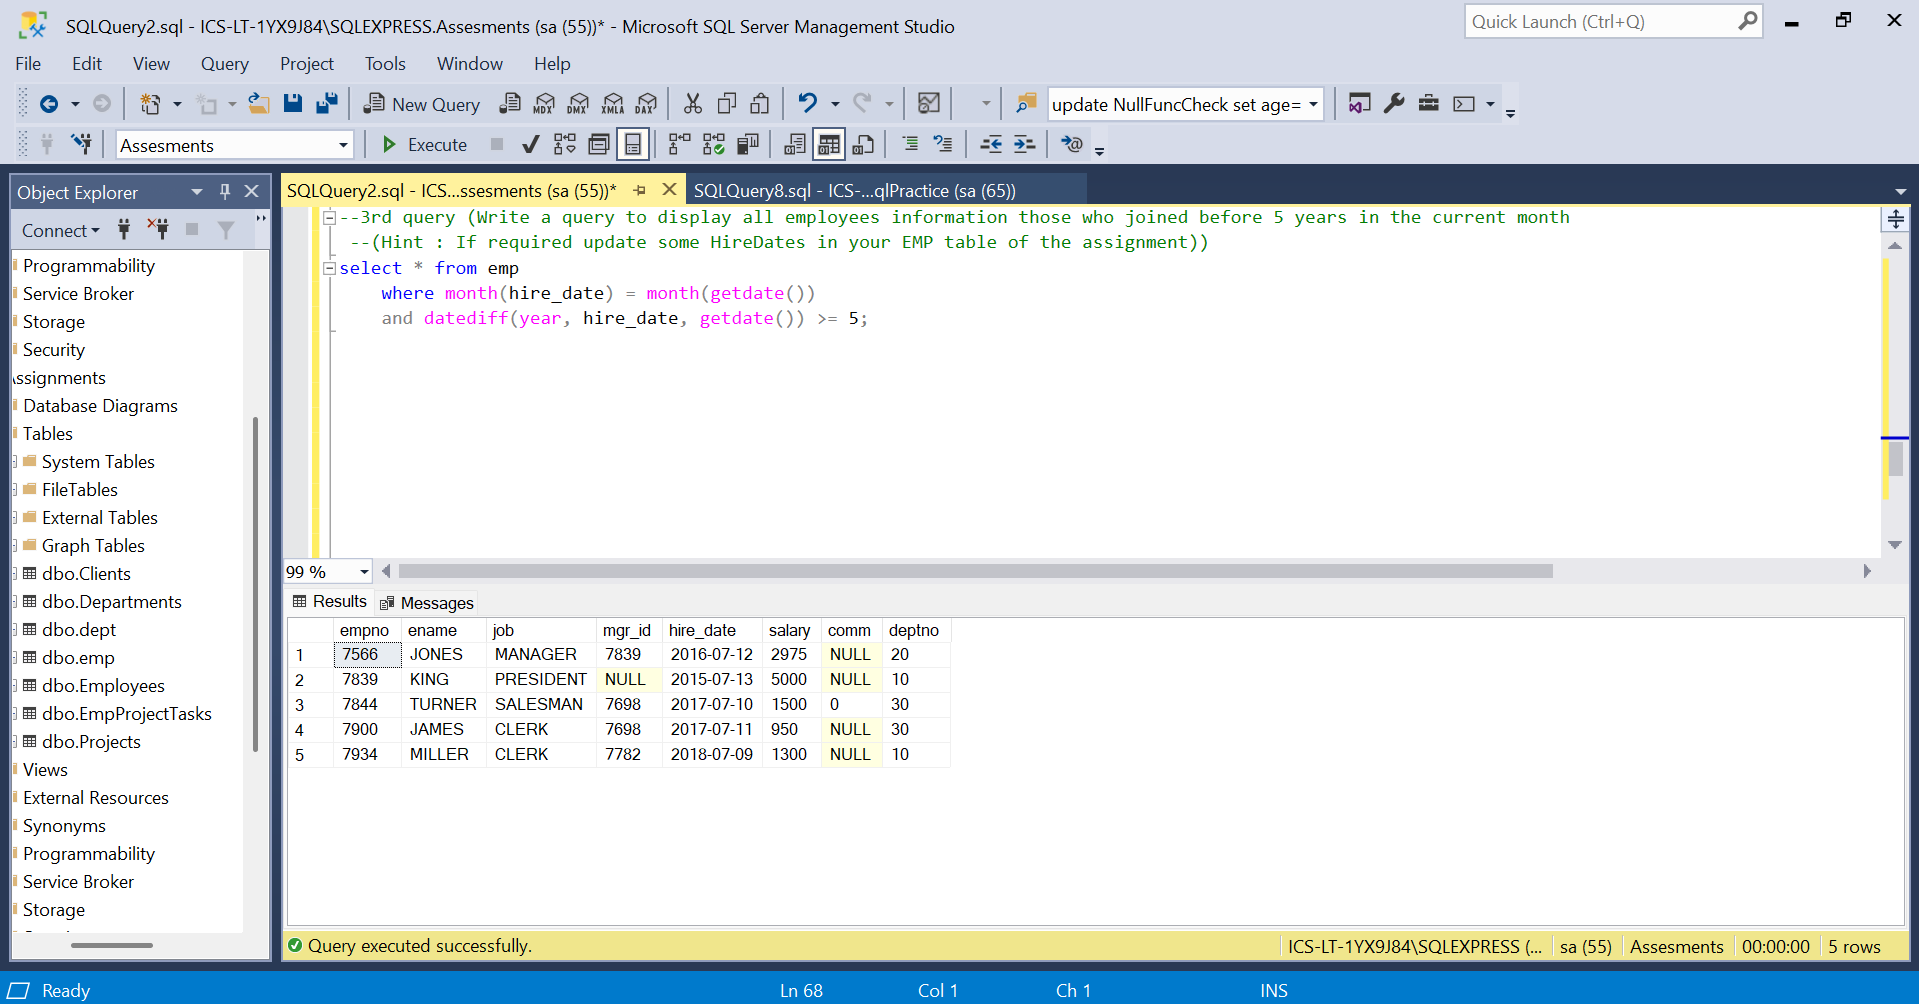 SQLQuery2.sql - ICS-LT-1YX9J84\SQLEXPRESS.Assesments (sa (55))* - Microsoft SQL Server Management Studio
Quick Launch (Ctrl+Q)
File Edit View Query Project Tools Window Help
New Query MDX DMX XMLA DAX update NullFuncCheck set age=
Assesments Execute
Object Explorer
Connect
Programmability
Service Broker
Storage
Security
Assignments
Database Diagrams
Tables
System Tables
FileTables
External Tables
Graph Tables
dbo.Clients
dbo.Departments
dbo.dept
dbo.emp
dbo.Employees
dbo.EmpProjectTasks
dbo.Projects
Views
External Resources
Synonyms
Programmability
Service Broker
Storage
SQLQuery2.sql - ICS...ssesments (sa (55))* SQLQuery8.sql - ICS-...qlPractice (sa (65))
--3rd query (Write a query to display all employees information those who joined before 5 years in the current month
--(Hint : If required update some HireDates in your EMP table of the assignment))
select * from emp
where month(hire_date) = month(getdate())
and datediff(year, hire_date, getdate()) >= 5;
99 %
Results Messages
empno ename job mgr_id hire_date salary comm deptno
1 7566 JONES MANAGER 7839 2016-07-12 2975 NULL 20
2 7839 KING PRESIDENT NULL 2015-07-13 5000 NULL 10
3 7844 TURNER SALESMAN 7698 2017-07-10 1500 0 30
4 7900 JAMES CLERK 7698 2017-07-11 950 NULL 30
5 7934 MILLER CLERK 7782 2018-07-09 1300 NULL 10
Query executed successfully. ICS-LT-1YX9J84\SQLEXPRESS (... sa (55) Assesments 00:00:00 5 rows
Ready Ln 68 Col 1 Ch 1 INS